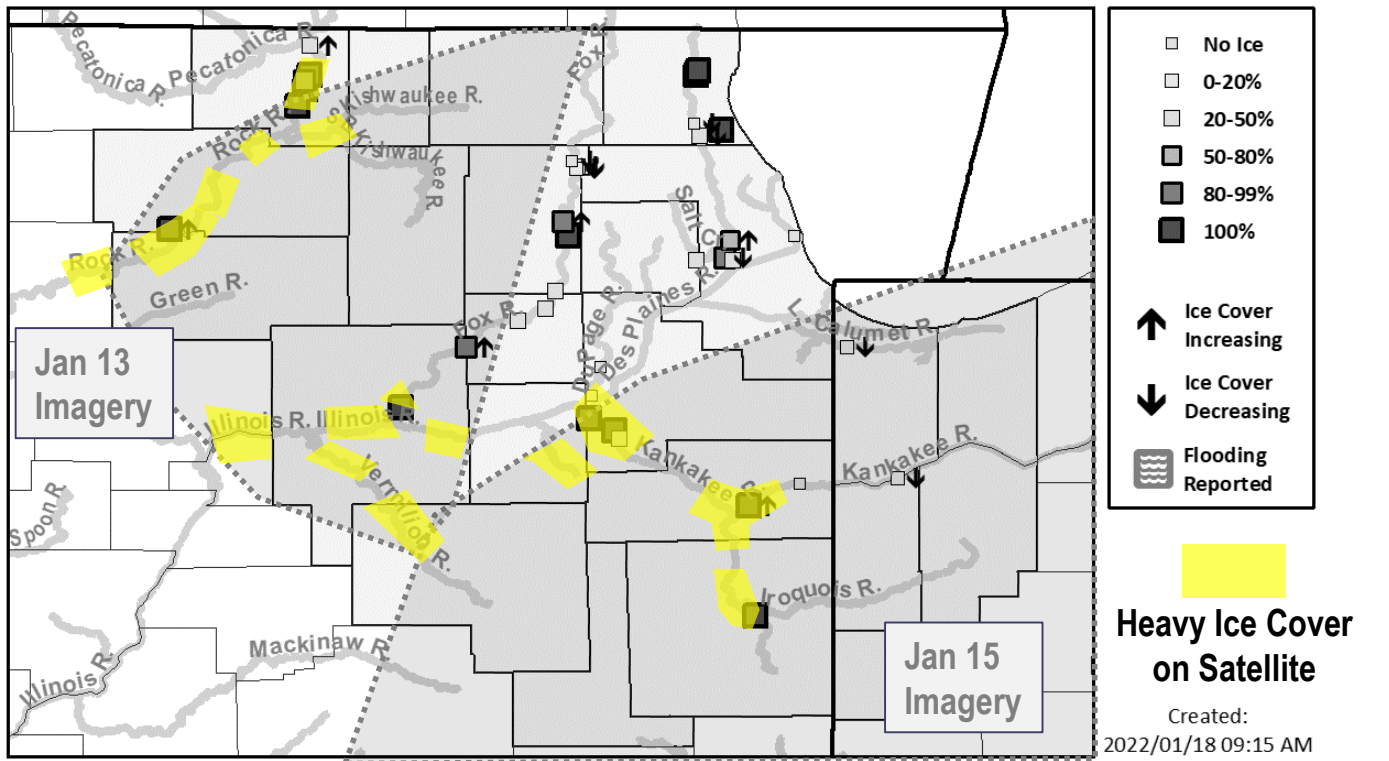 Pecatonica R.
Pecatonica R.
Fox R.
Kishwaukee R.
Rock R.
S Kishwaukee R
Salt C
Rock R.
Green R.
Fox R.
DuPage R.
Des Plaines R.
L. Calumet R.
Jan 13
Imagery
Illinois R.
Illinois R.
Kankakee R.
Kankakee R.
Vermilion R.
Spoon R
Iroquois R.
Mackinaw R.
Illinois R.
Jan 15
Imagery
No Ice
0-20%
20-50%
50-80%
80-99%
100%
Ice Cover
Increasing
Ice Cover
Decreasing
Flooding
Reported
Heavy Ice Cover
on Satellite
Created:
2022/01/18 09:15 AM